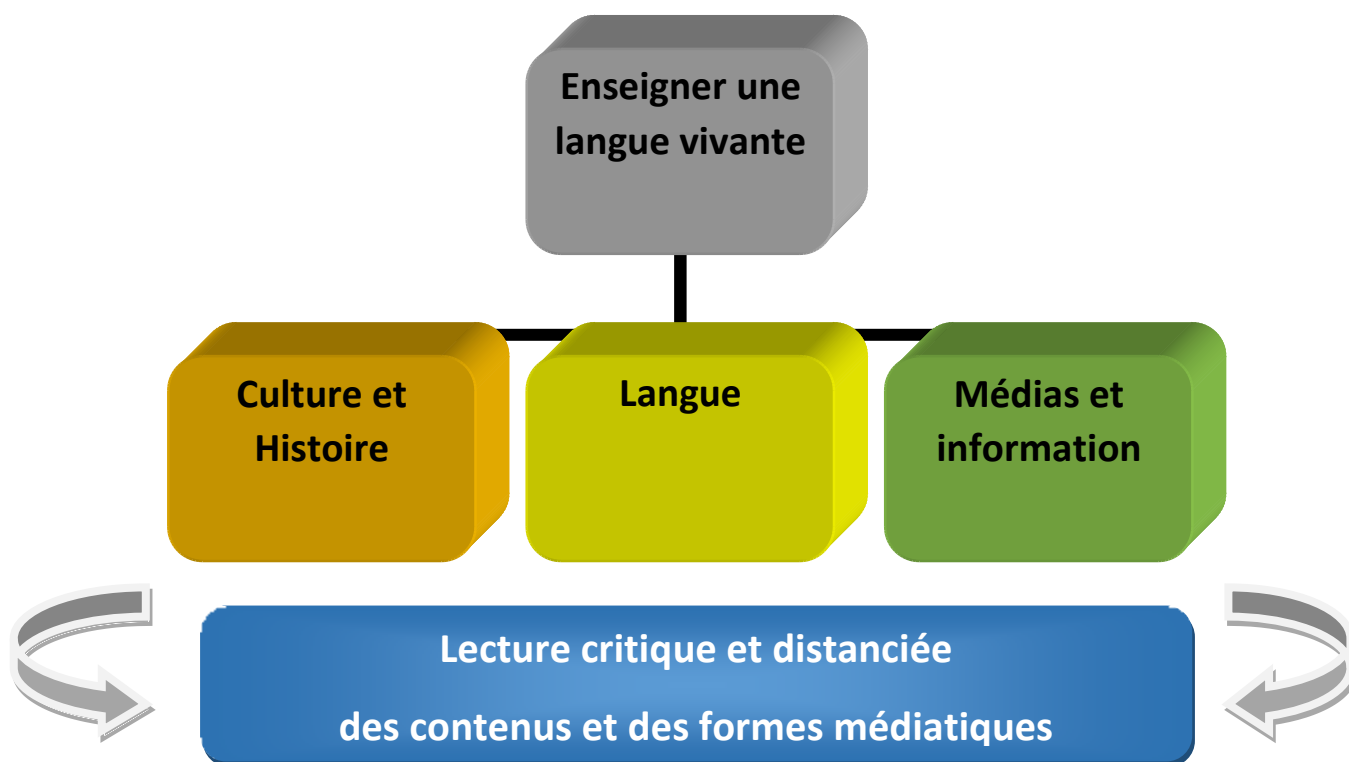 Enseigner une
langue vivante
Culture et
Histoire
Langue
Médias et
information
Lecture critique et distanciée
des contenus et des formes médiatiques